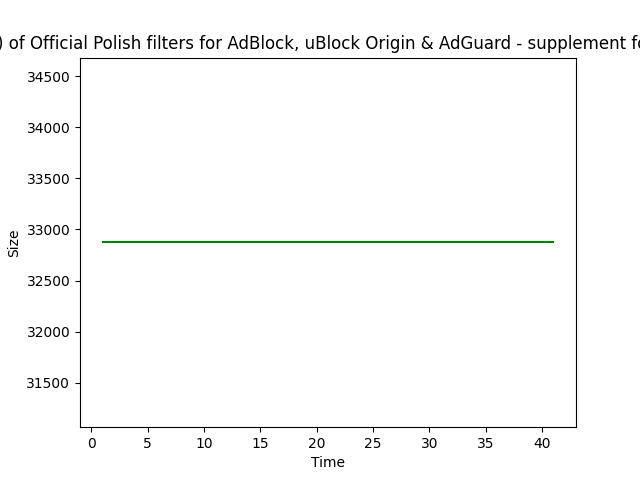 ) of Official Polish filters for AdBlock, uBlock Origin & AdGuard - supplement fo
34500
34000
33500
33000
32500
32000
31500
Size
0 5 10 15 20 25 30 35 40
Time